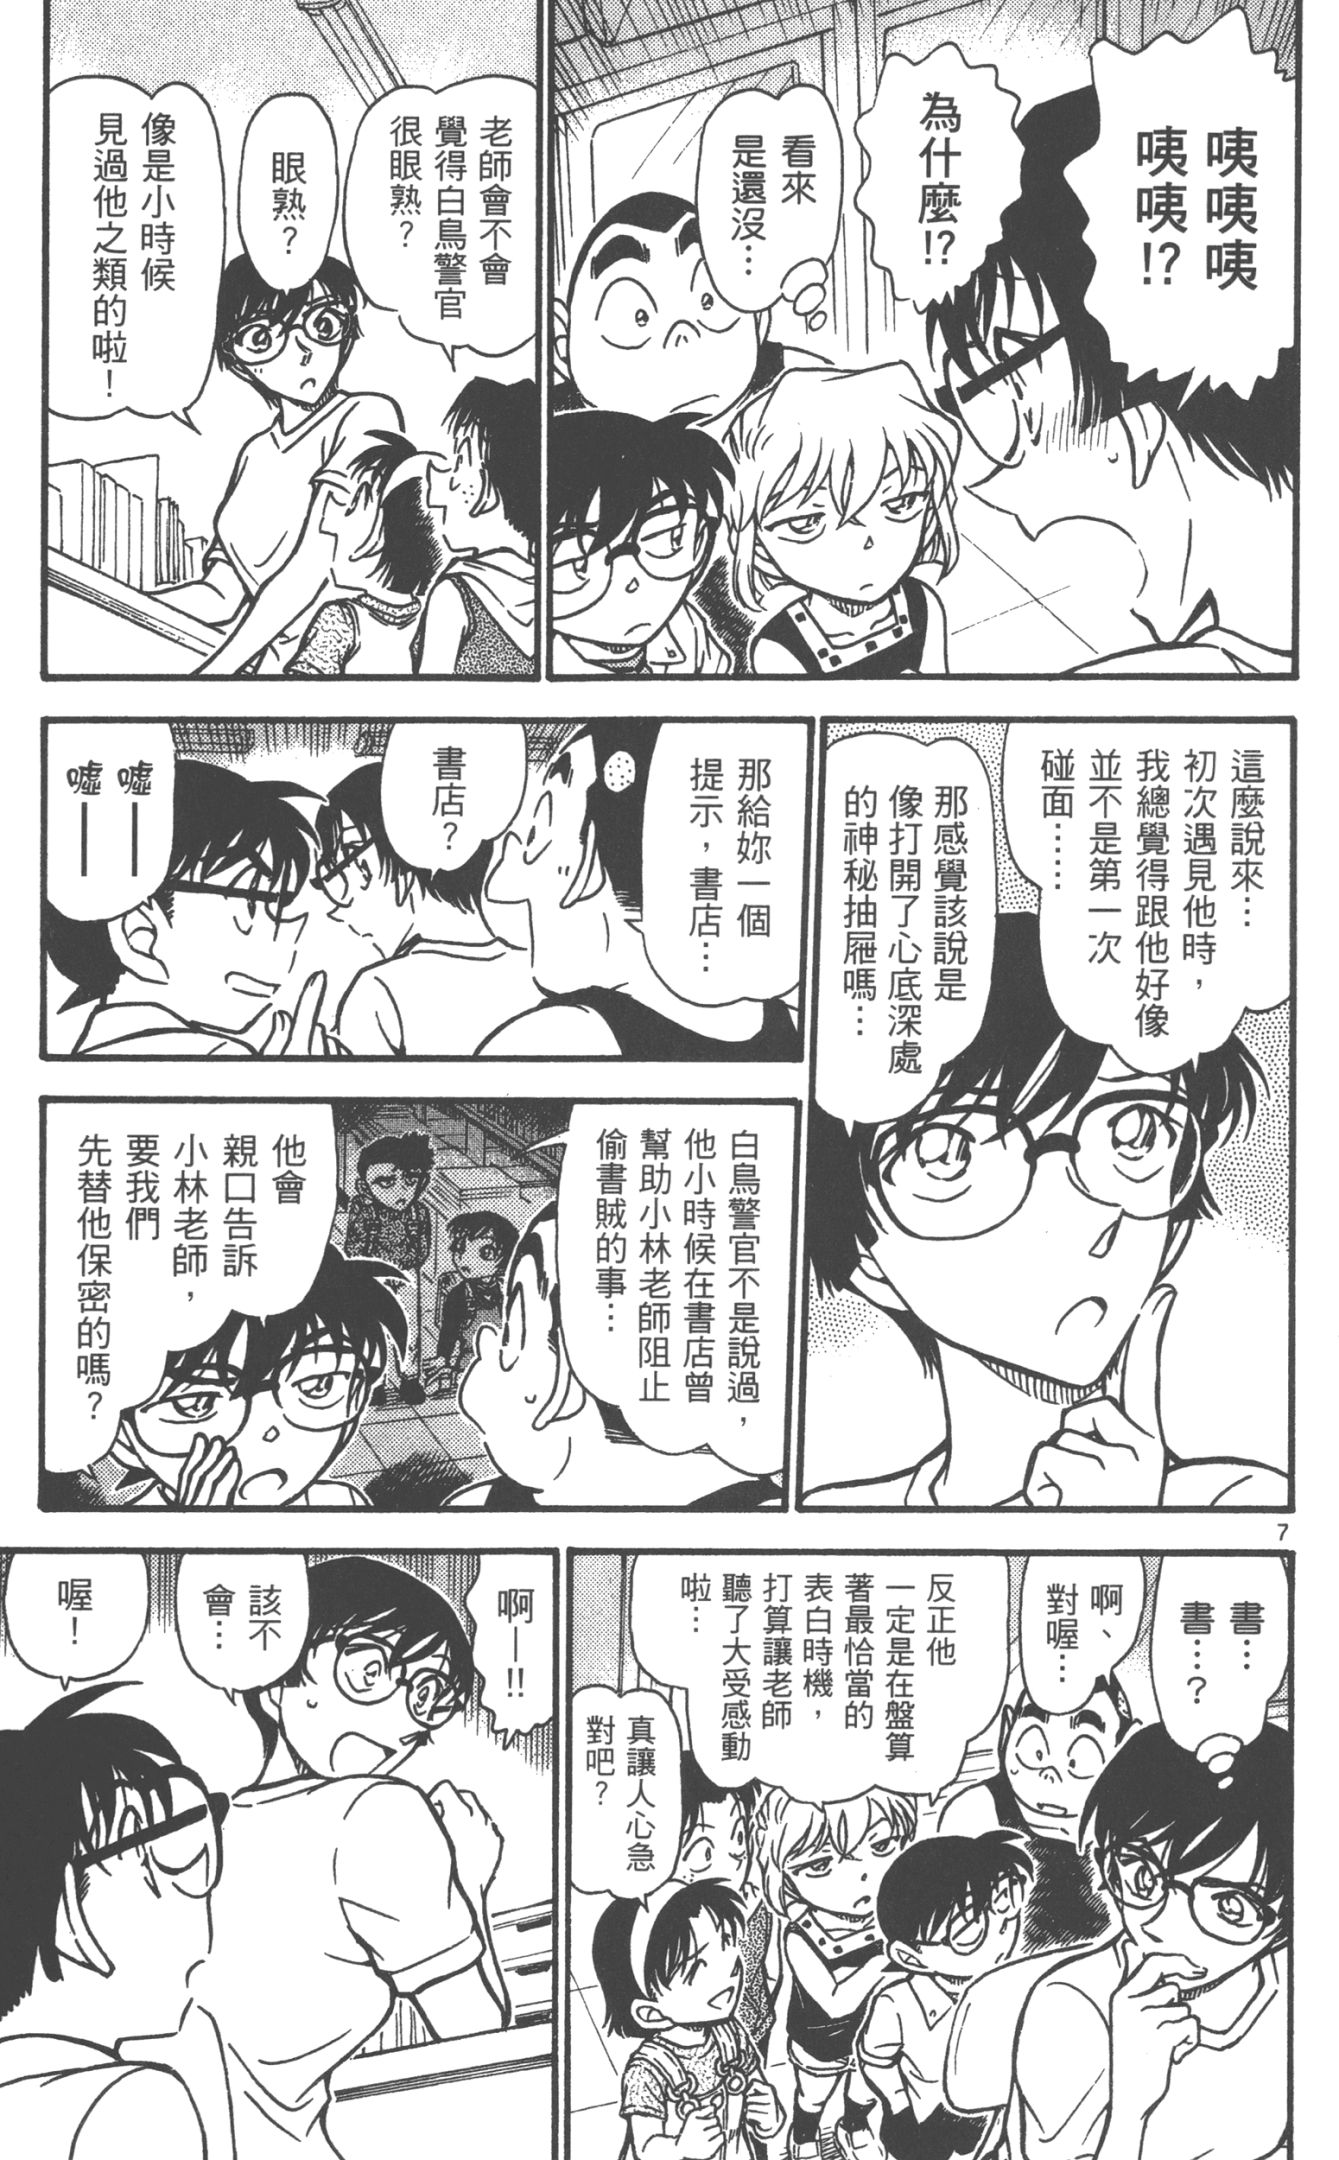 咦咦咦
咦咦!?
為什麼!?
看來
是還沒…
老師會不會
覺得白鳥警官
很眼熟？
眼熟？
像是小時候
見過他之類的啦！
這麼說來…
初次遇見他時，
我總覺得跟他好像
並不是第一次
碰面……
那感覺該說是
像打開了心底深處
的神秘抽屜嗎…
那給妳一個
提示，書店…
書店？
噓——
噓——
白鳥警官不是說過，
他小時候在書店曾
幫助小林老師阻止
偷書賊的事…
他會
親口告訴
小林老師，
要我們
先替他保密的嗎？
7
書…
書…？
啊、
對喔…
反正他
一定是在盤算
著最恰當的
表白時機，
打算讓老師
聽了大受感動
啦…
真讓人心急
對吧？
啊—!!
該不
會…
喔！